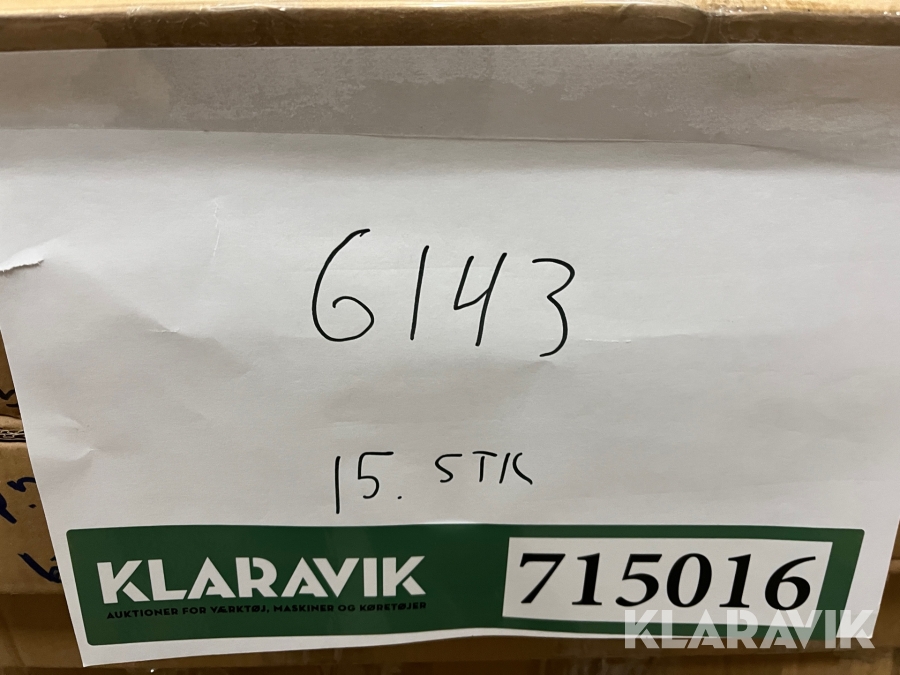 6143
15. STK
KLARAVIK
AUKTIONER FOR VÆRKTØJ, MASKINER OG KØRETØJER
715016
KLARAVIK